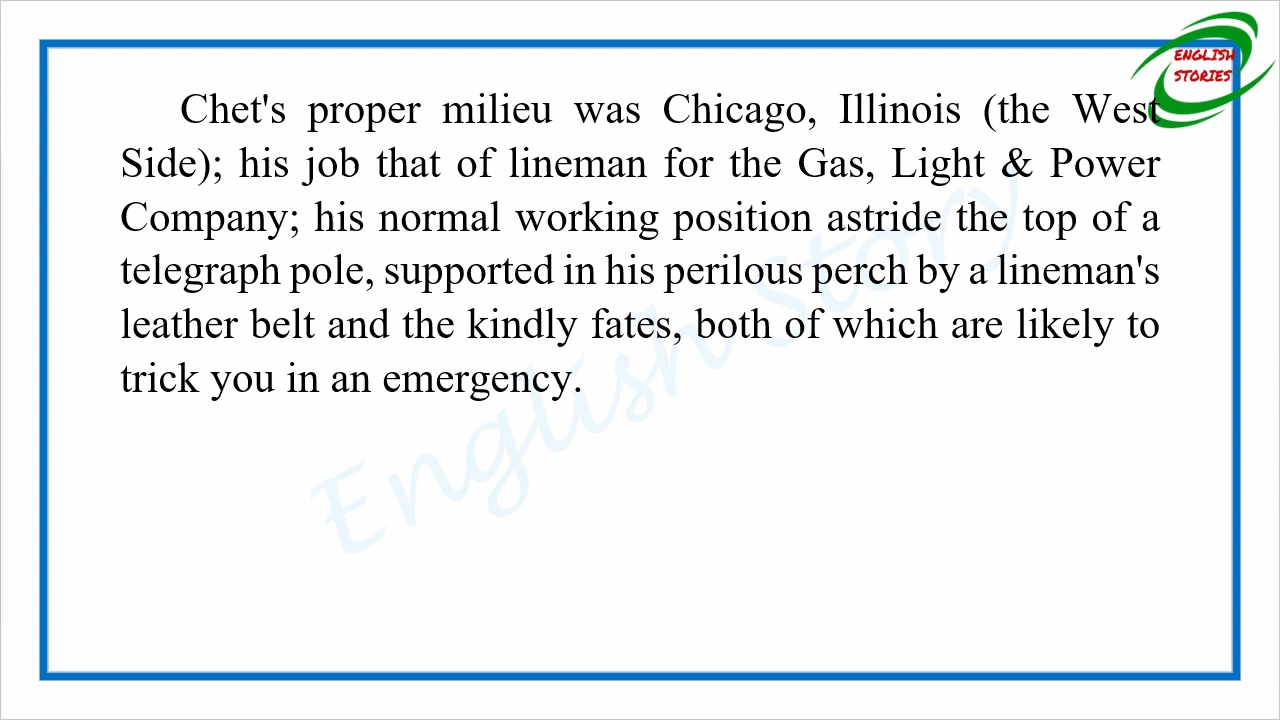 ENGLISH
STORIES
Chet's proper milieu was Chicago, Illinois (the West
Side); his job that of lineman for the Gas, Light & Power
Company; his normal working position astride the top of a
telegraph pole, supported in his perilous perch by a lineman's
leather belt and the kindly fates, both of which are likely to
trick you in an emergency.
English Story